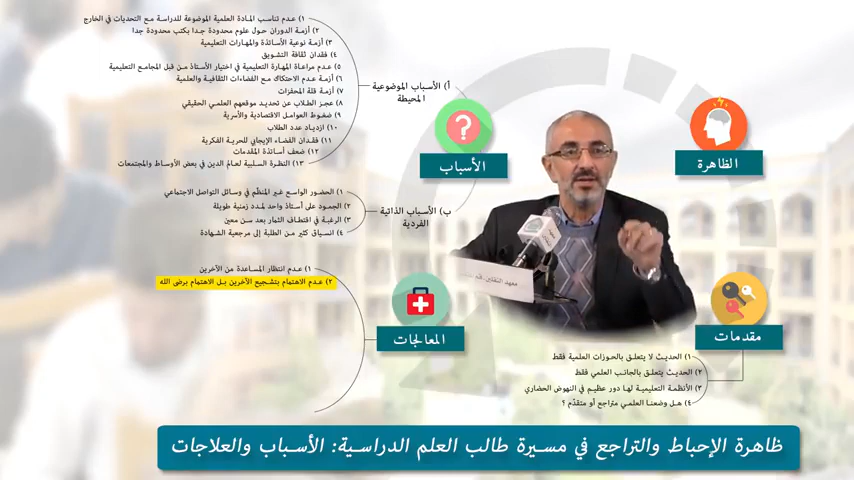 الظاهرة
مقدمات
١) الحديث لا يتعلق بالحوزات العلمية فقط
٢) الحديث يتعلق بالجانب العلمي فقط
٣) الأنظمة التعليمية لها دور عظيم في النهوض الحضاري
٤) هل وضعنا العلمي متراجع أو متقدّم ؟
الأسباب
أ) الأسباب الموضوعية
المحيطة
١) عدم تناسب المادة العلمية الموضوعة للدراسة مع التحديات في الخارج
٢) أزمة الدوران حول علوم محدودة جدا بكتب محدودة جدا
٣) أزمة نوعية الأساتذة والمهارات التعليمية
٤) فقدان ثقافة التشويق
٥) عدم مراعاة المهارة التعليمية في اختيار الأستاذ من قبل المجامع التعليمية
٦) أزمة عدم الاحتكاك مع الفضاءات الثقافية والعلمية
٧) أزمة قلة المحفزات
٨) عجز الطلاب عن تحديد موقعهم العلمي الحقيقي
٩) ضغوط العوامل الاقتصادية والأسرية
١٠) ازدياد عدد الطلاب
١١) فقدان الفضاء الإيجابي للحرية الفكرية
١٢) ضعف أساتذة المقدمات
١٣) النظرة السلبية لعالم الدين في بعض الأوساط والمجتمعات
ب) الأسباب الذاتية
الفردية
١) الحضور الواسع غير المنظّم في وسائل التواصل الاجتماعي
٢) الجمود على أستاذ واحد لمدد زمنية طويلة
٣) الرغبة في اقتطاف الثمار بعد سن معين
٤) انسياق كثير من الطلبة إلى مرجعية الشهادة
المعالجات
١) عدم انتظار المساعدة من الآخرين
٢) عدم الاهتمام بتشجيع الآخرين بل الاهتمام برضى الله
معهد الثقلين
ظاهرة الإحباط والتراجع في مسيرة طالب العلم الدراسية: الأسباب والعلاجات